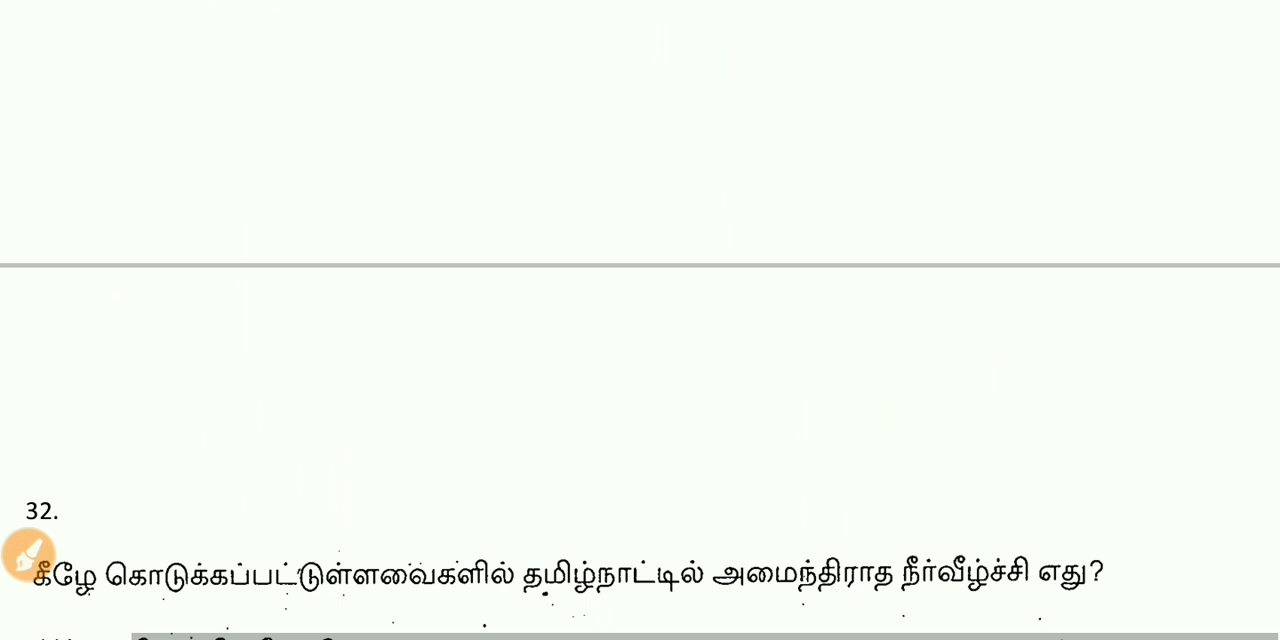 32.
கீழே கொடுக்கப்பட்டுள்ளவைகளில் தமிழ்நாட்டில் அமைந்திராத நீர்வீழ்ச்சி எது?